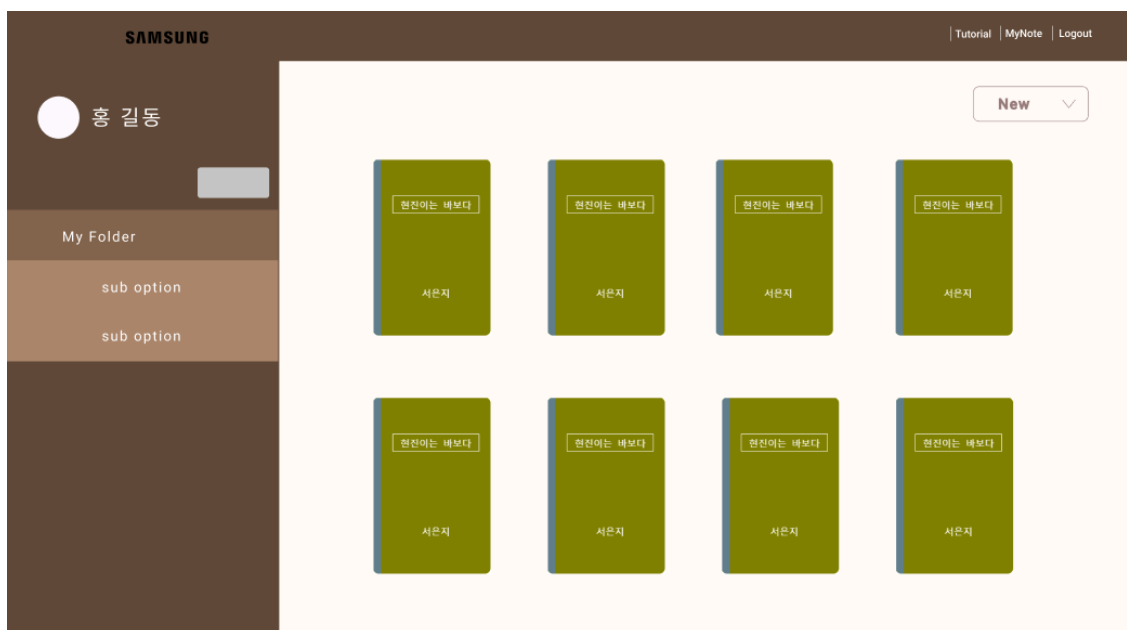 SAMSUNG
Tutorial MyNote Logout
홍 길동
New
My Folder
sub option
sub option
현진이는 바보다 현진이는 바보다 현진이는 바보다 현진이는 바보다
서은지 서은지 서은지 서은지
현진이는 바보다 현진이는 바보다 현진이는 바보다 현진이는 바보다
서은지 서은지 서은지 서은지